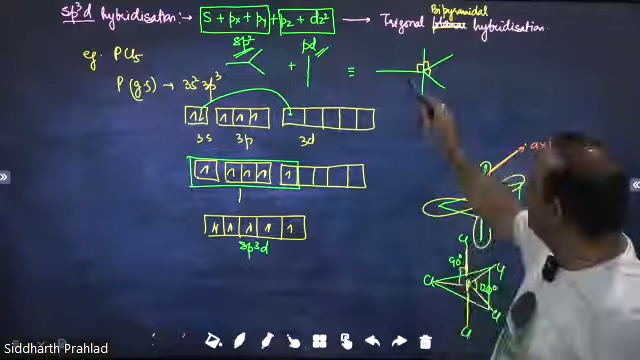 sp³d hybridisation: → s + px + py + pz + dz² → Trigonal Bipyramidal hybridisation.
sp² pd
eg. PCl5 + ≡
P (g.s) → 3s² 3p³
3s 3p 3d
sp³d
90° 120°
Cl Cl Cl Cl Cl
Siddharth Prahlad